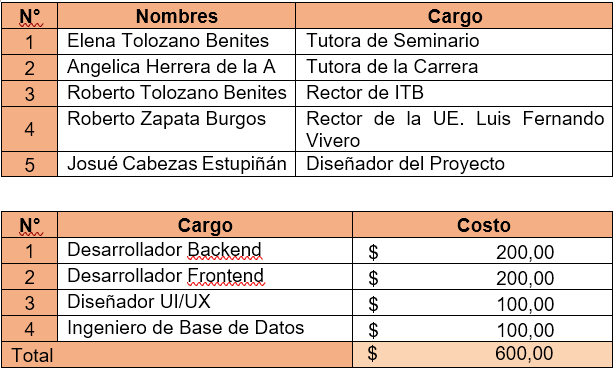 N° Nombres Cargo
1 Elena Tolozano Benites Tutora de Seminario
2 Angelica Herrera de la A Tutora de la Carrera
3 Roberto Tolozano Benites Rector de ITB
4 Roberto Zapata Burgos Rector de la UE. Luis Fernando
Vivero
5 Josué Cabezas Estupiñán Diseñador del Proyecto
N° Cargo Costo
1 Desarrollador Backend $ 200,00
2 Desarrollador Frontend $ 200,00
3 Diseñador UI/UX $ 100,00
4 Ingeniero de Base de Datos $ 100,00
Total $ 600,00